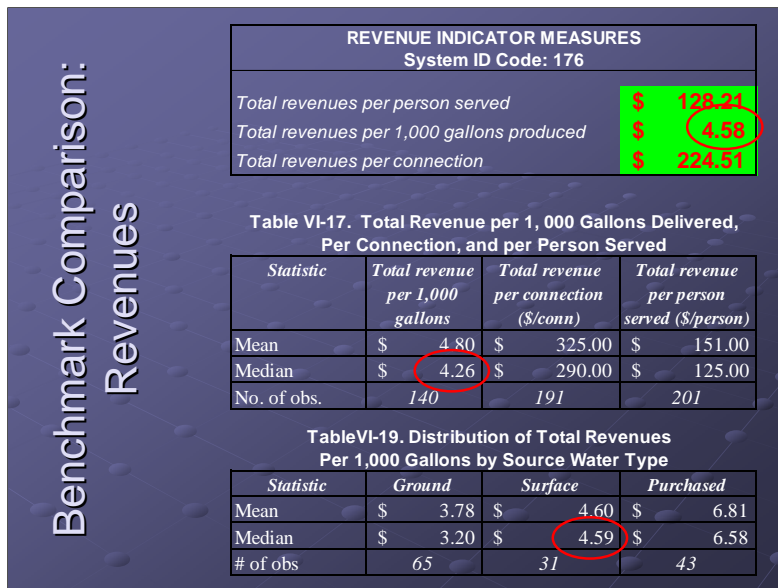 Benchmark Comparison:
Revenues
REVENUE INDICATOR MEASURES
System ID Code: 176
Total revenues per person served $ 128.21
Total revenues per 1,000 gallons produced $ 4.58
Total revenues per connection $ 224.51
Table VI-17. Total Revenue per 1, 000 Gallons Delivered,
Per Connection, and per Person Served
Statistic Total revenue Total revenue Total revenue
per 1,000 per connection per person
gallons ($/conn) served ($/person)
Mean $ 4.80 $ 325.00 $ 151.00
Median $ 4.26 $ 290.00 $ 125.00
No. of obs. 140 191 201
TableVI-19. Distribution of Total Revenues
Per 1,000 Gallons by Source Water Type
Statistic Ground Surface Purchased
Mean $ 3.78 $ 4.60 $ 6.81
Median $ 3.20 $ 4.59 $ 6.58
# of obs 65 31 43